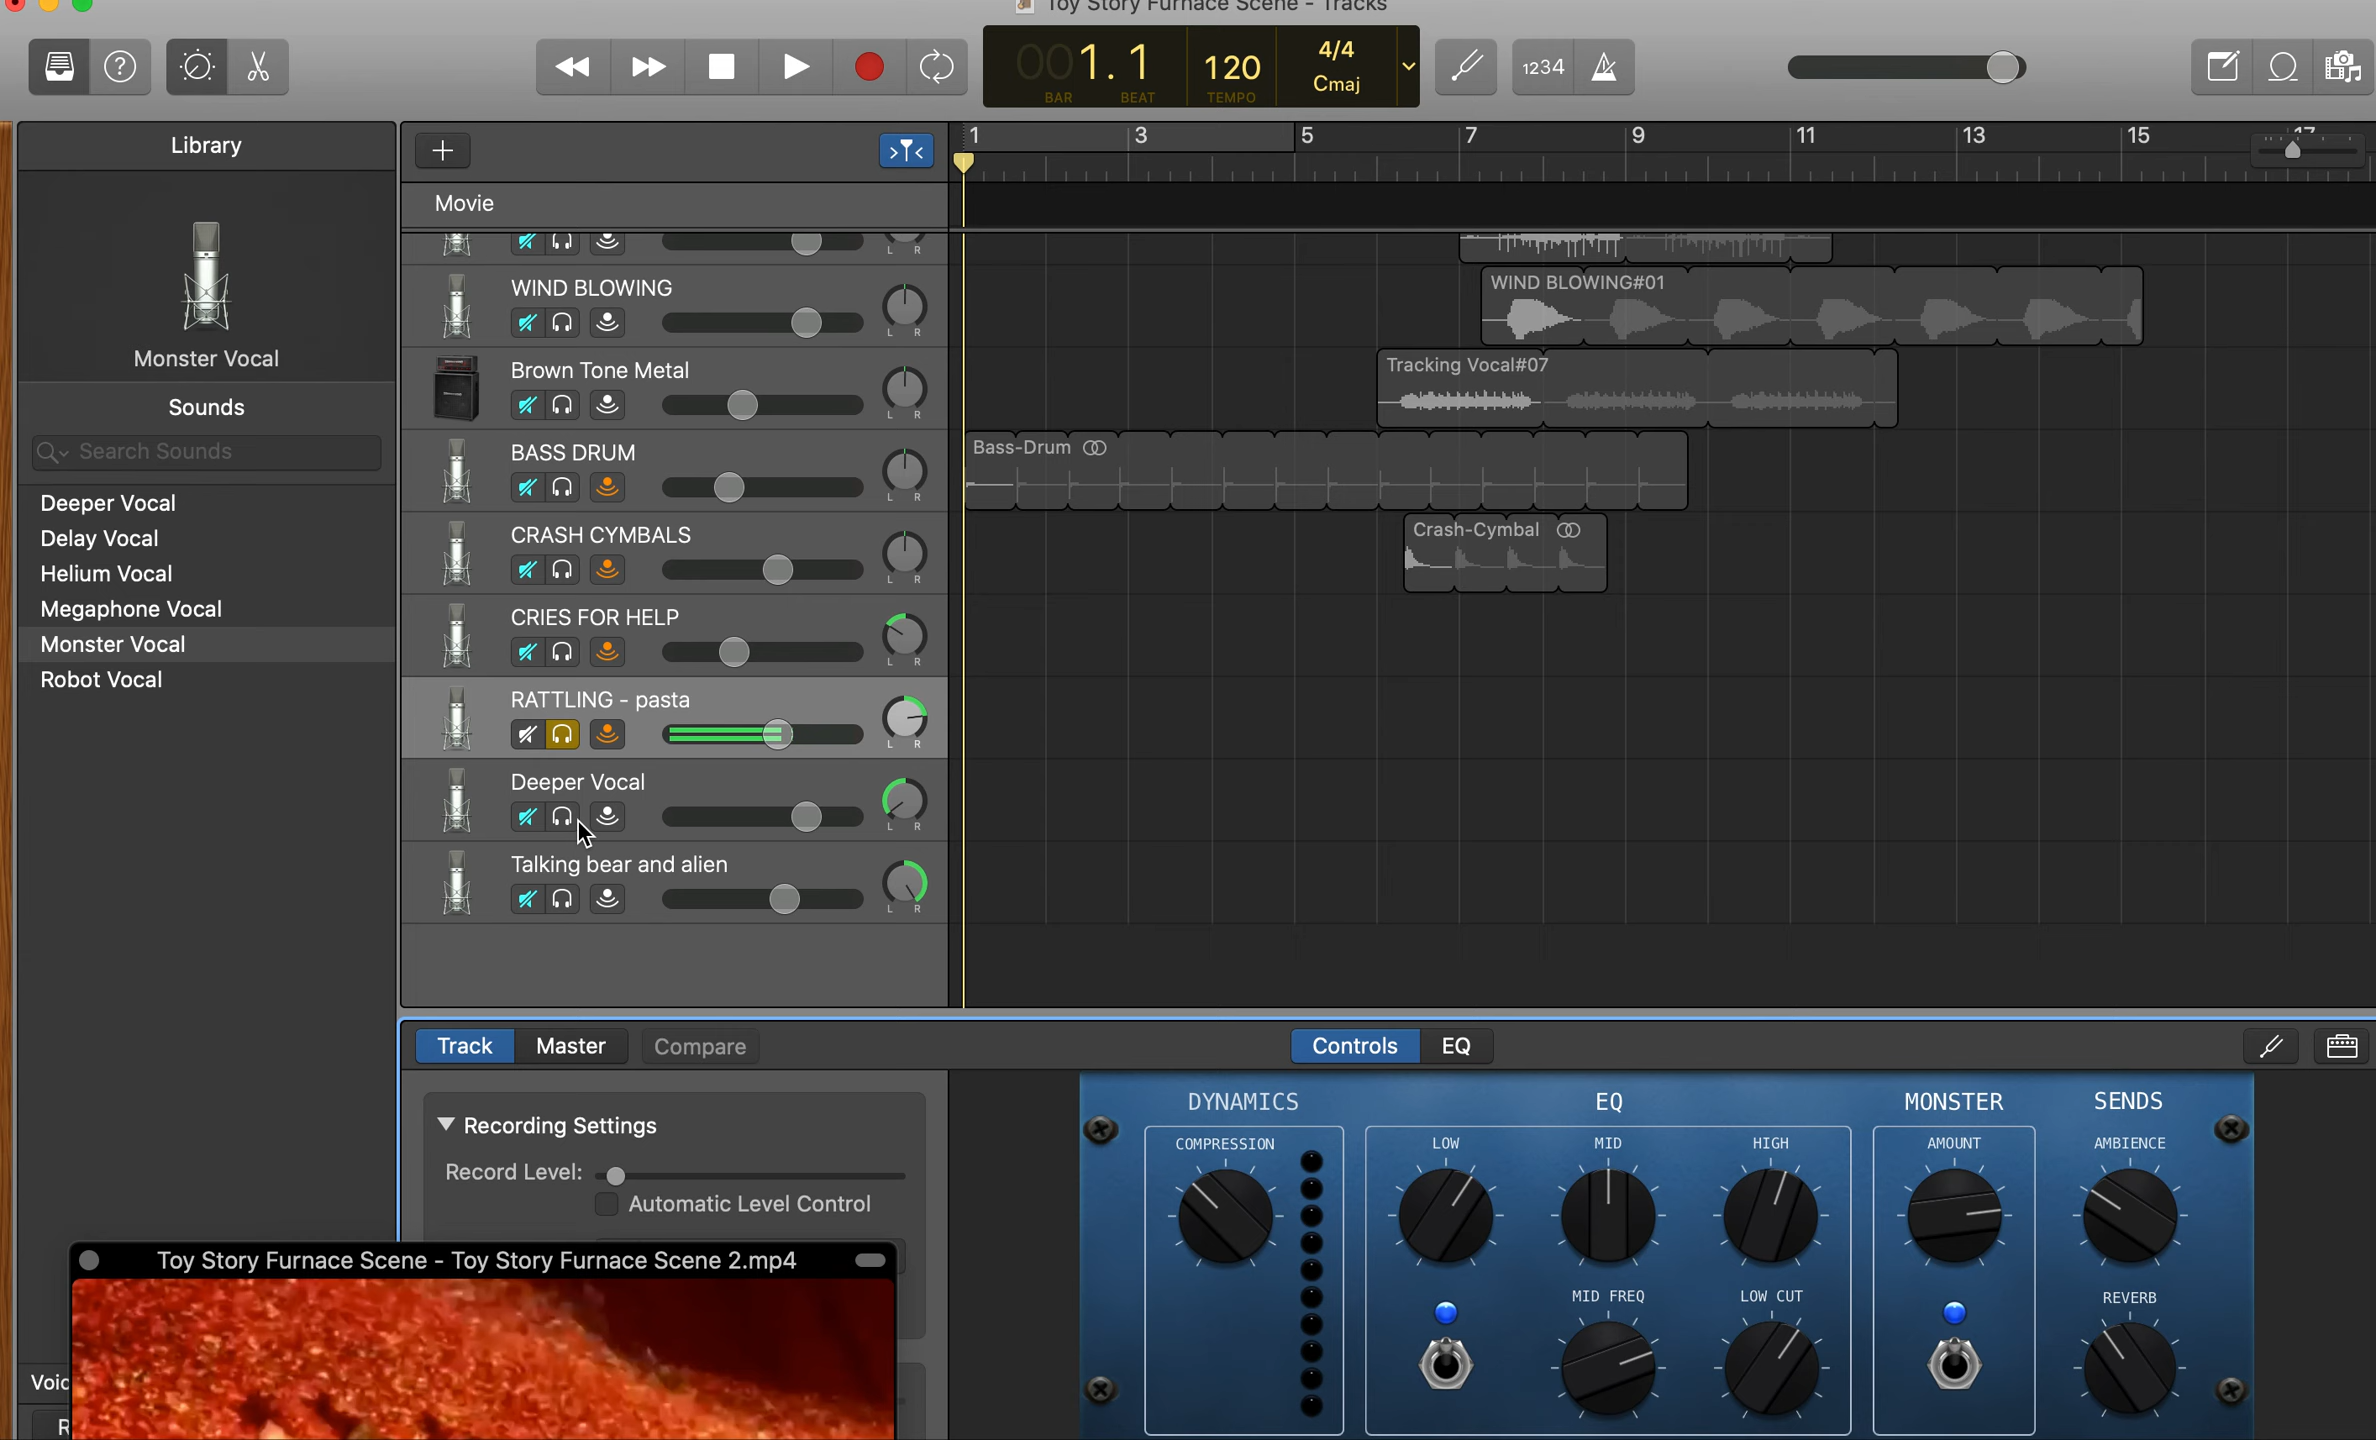 Toy Story Furnace Scene - Tracks
001. 1
BAR BEAT
120
TEMPO
4/4
Cmaj
1234
Library
Monster Vocal
Sounds
Search Sounds
Deeper Vocal
Delay Vocal
Helium Vocal
Megaphone Vocal
Monster Vocal
Robot Vocal
1 3 5 7 9 11 13 15 17
Movie
L R
WIND BLOWING
L R
Brown Tone Metal
L R
BASS DRUM
L R
CRASH CYMBALS
L R
CRIES FOR HELP
L R
RATTLING - pasta
L R
Deeper Vocal
L R
Talking bear and alien
L R
WIND BLOWING#01
Tracking Vocal#07
Bass-Drum
Crash-Cymbal
Track Master Compare
Controls EQ
Recording Settings
Record Level:
Automatic Level Control
DYNAMICS EQ MONSTER SENDS
COMPRESSION LOW MID HIGH AMOUNT AMBIENCE
MID FREQ LOW CUT REVERB
Toy Story Furnace Scene - Toy Story Furnace Scene 2.mp4